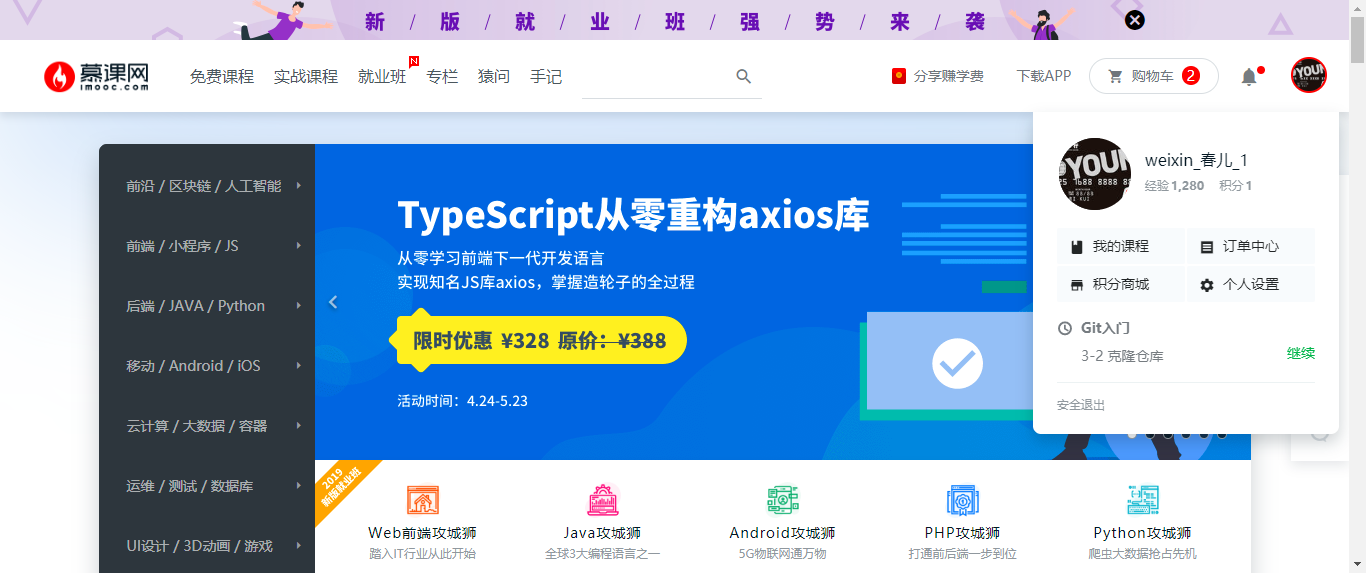 新 / 版 / 就 / 业 / 班 / 强 / 势 / 来 / 袭
慕课网
imooc.com
免费课程 实战课程 就业班 N 专栏 猿问 手记
分享赚学费 下载APP 购物车 2
前沿 / 区块链 / 人工智能
前端 / 小程序 / JS
后端 / JAVA / Python
移动 / Android / iOS
云计算 / 大数据 / 容器
运维 / 测试 / 数据库
UI设计 / 3D动画 / 游戏
TypeScript从零重构axios库
从零学习前端下一代开发语言
实现知名JS库axios，掌握造轮子的全过程
限时优惠 ¥328 原价：¥388
活动时间：4.24-5.23
weixin_春儿_1
经验 1,280 积分 1
我的课程 订单中心
积分商城 个人设置
Git入门
3-2 克隆仓库 继续
安全退出
2019
新版就业班
Web前端攻城狮
踏入IT行业从此开始
Java攻城狮
全球3大编程语言之一
Android攻城狮
5G物联网通万物
PHP攻城狮
打通前后端一步到位
Python攻城狮
爬虫大数据抢占先机